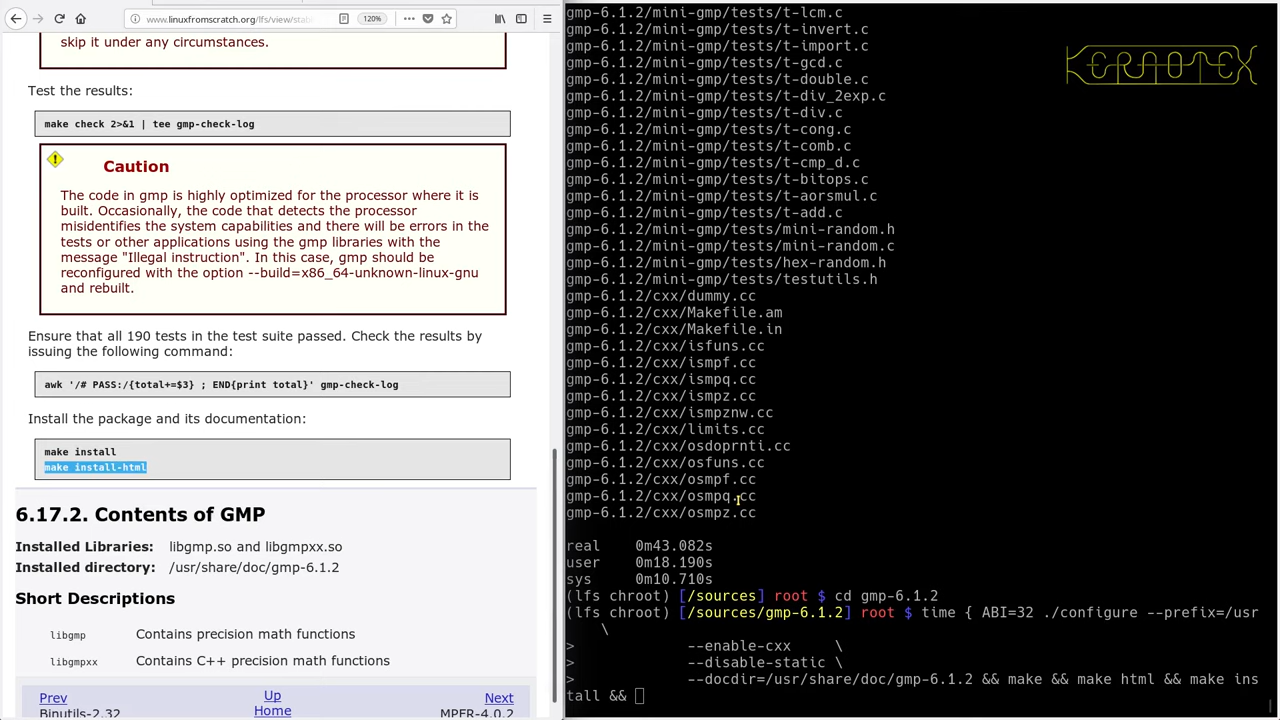 www.linuxfromscratch.org/lfs/view/stab
120%
skip it under any circumstances.
Test the results:
make check 2>&1 | tee gmp-check-log
Caution
The code in gmp is highly optimized for the processor where it is
built. Occasionally, the code that detects the processor
misidentifies the system capabilities and there will be errors in the
tests or other applications using the gmp libraries with the
message "Illegal instruction". In this case, gmp should be
reconfigured with the option --build=x86_64-unknown-linux-gnu
and rebuilt.
Ensure that all 190 tests in the test suite passed. Check the results by
issuing the following command:
awk '/# PASS:/{total+=$3} ; END{print total}' gmp-check-log
Install the package and its documentation:
make install
make install-html
6.17.2. Contents of GMP
Installed Libraries: libgmp.so and libgmpxx.so
Installed directory: /usr/share/doc/gmp-6.1.2
Short Descriptions
libgmp Contains precision math functions
libgmpxx Contains C++ precision math functions
Prev Up Next
Binutils-2.32 Home MPFR-4.0.2
gmp-6.1.2/mini-gmp/tests/t-lcm.c
gmp-6.1.2/mini-gmp/tests/t-invert.c
gmp-6.1.2/mini-gmp/tests/t-import.c
gmp-6.1.2/mini-gmp/tests/t-gcd.c
gmp-6.1.2/mini-gmp/tests/t-double.c
gmp-6.1.2/mini-gmp/tests/t-div_2exp.c
gmp-6.1.2/mini-gmp/tests/t-div.c
gmp-6.1.2/mini-gmp/tests/t-cong.c
gmp-6.1.2/mini-gmp/tests/t-comb.c
gmp-6.1.2/mini-gmp/tests/t-cmp_d.c
gmp-6.1.2/mini-gmp/tests/t-bitops.c
gmp-6.1.2/mini-gmp/tests/t-aorsmul.c
gmp-6.1.2/mini-gmp/tests/t-add.c
gmp-6.1.2/mini-gmp/tests/mini-random.h
gmp-6.1.2/mini-gmp/tests/mini-random.c
gmp-6.1.2/mini-gmp/tests/hex-random.h
gmp-6.1.2/mini-gmp/tests/testutils.h
gmp-6.1.2/cxx/dummy.cc
gmp-6.1.2/cxx/Makefile.am
gmp-6.1.2/cxx/Makefile.in
gmp-6.1.2/cxx/isfuns.cc
gmp-6.1.2/cxx/ismpf.cc
gmp-6.1.2/cxx/ismpq.cc
gmp-6.1.2/cxx/ismpz.cc
gmp-6.1.2/cxx/ismpznw.cc
gmp-6.1.2/cxx/limits.cc
gmp-6.1.2/cxx/osdoprnti.cc
gmp-6.1.2/cxx/osfuns.cc
gmp-6.1.2/cxx/osmpf.cc
gmp-6.1.2/cxx/osmpq.cc
gmp-6.1.2/cxx/osmpz.cc
real 0m43.082s
user 0m18.190s
sys 0m10.710s
(lfs chroot) [/sources] root $ cd gmp-6.1.2
(lfs chroot) [/sources/gmp-6.1.2] root $ time { ABI=32 ./configure --prefix=/usr
\
> --enable-cxx \
> --disable-static \
> --docdir=/usr/share/doc/gmp-6.1.2 && make && make html && make ins
tall &&
KERNOTEX